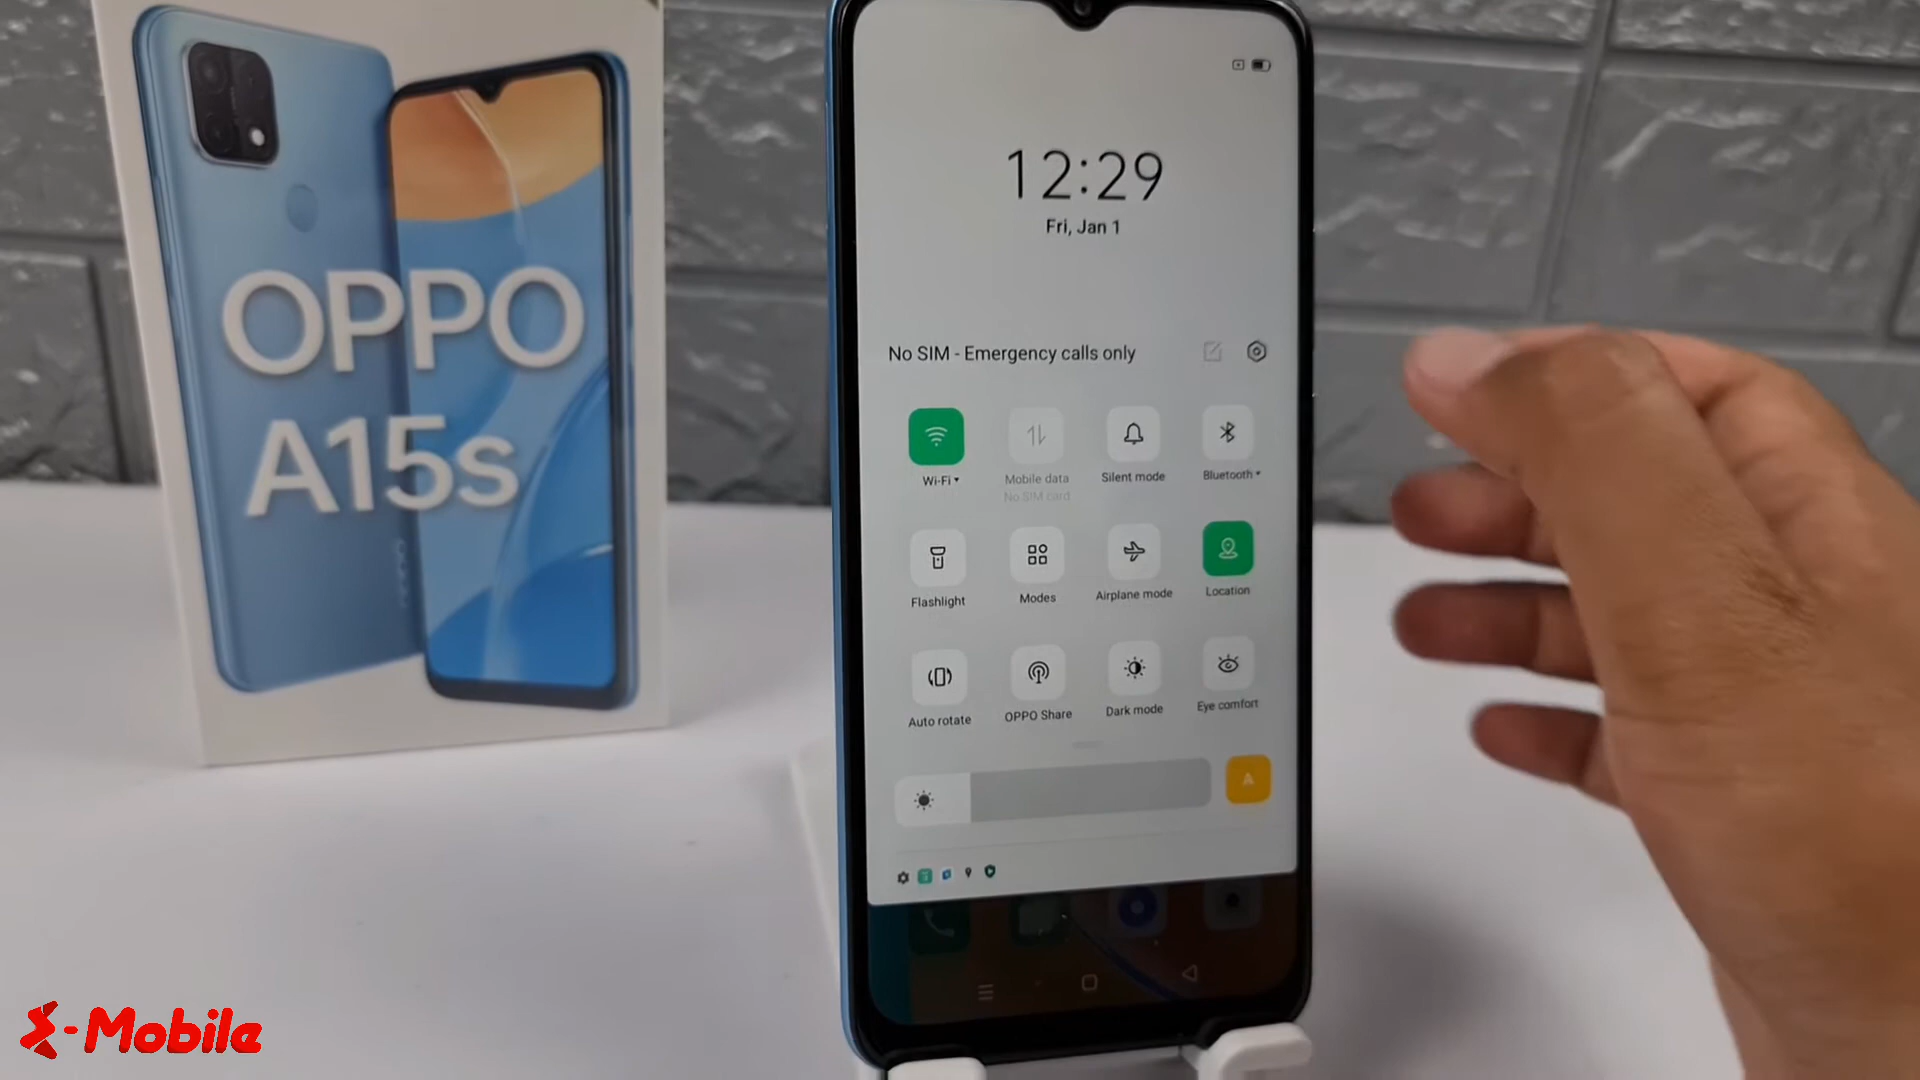 OPPO
A15s
12:29
Fri, Jan 1
No SIM - Emergency calls only
Wi-Fi
Mobile data
No SIM card
Silent mode
Bluetooth
Flashlight
Modes
Airplane mode
Location
Auto rotate
OPPO Share
Dark mode
Eye comfort
A
Σ-Mobile